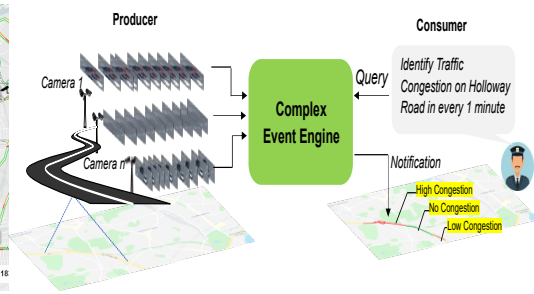 Producer
Consumer
Camera 1
Camera n
Complex
Event Engine
Query
Identify Traffic
Congestion on Holloway
Road in every 1 minute
Notification
High Congestion
No Congestion
Low Congestion
18